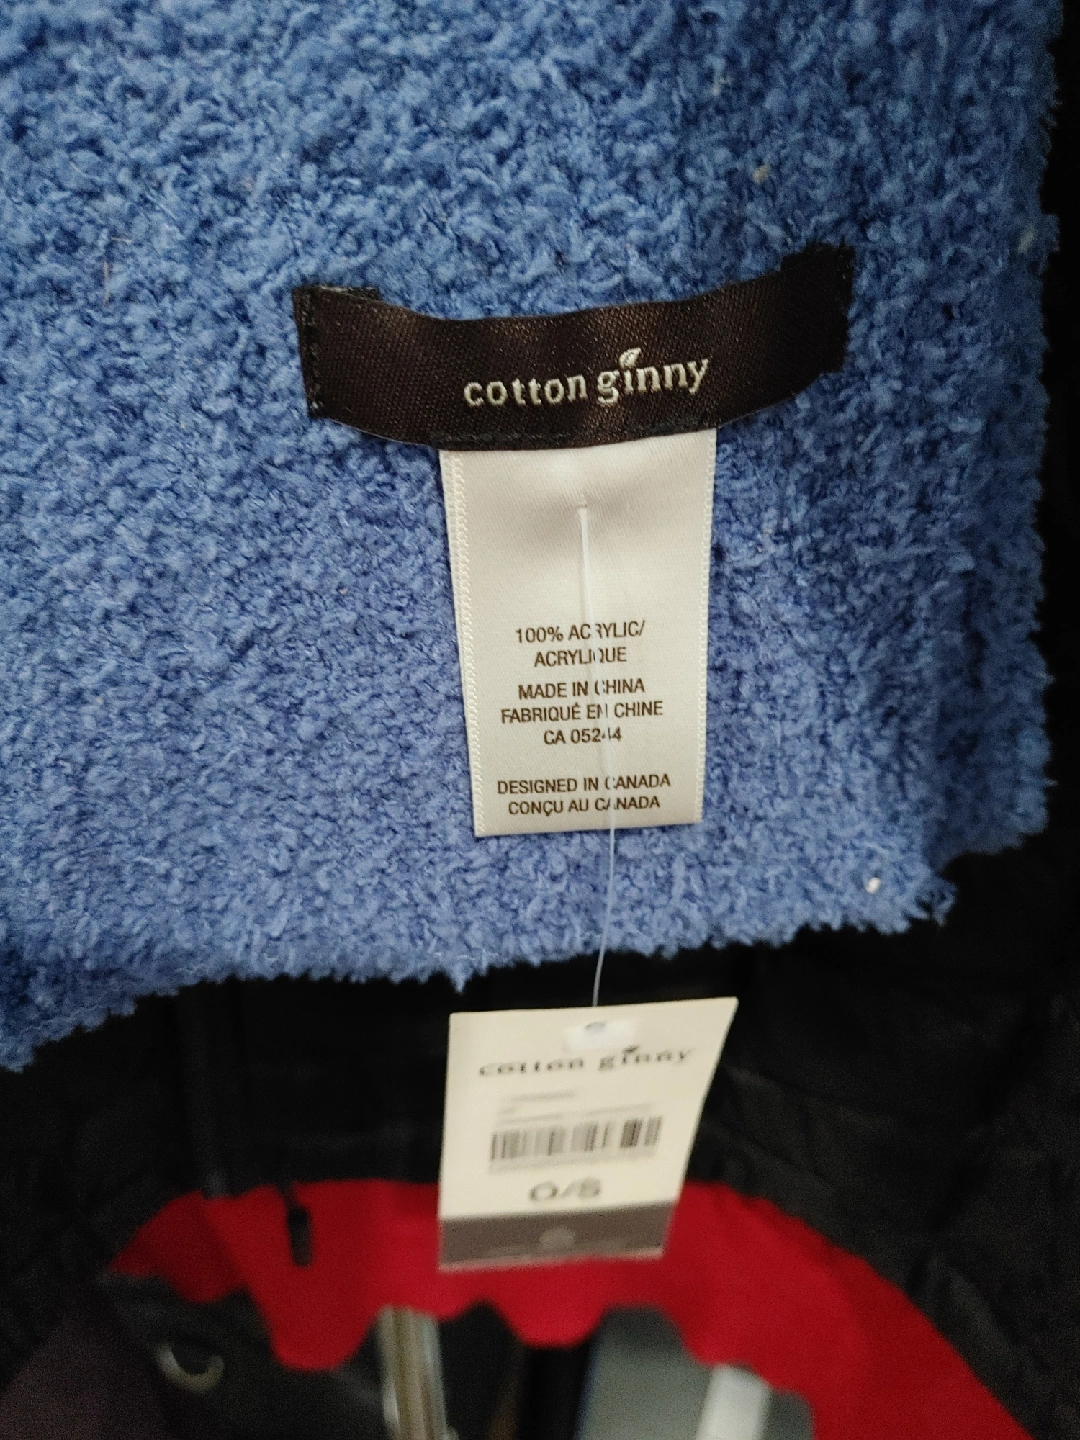 cotton ginny
100% ACRYLIC/
ACRYLIQUE
MADE IN CHINA
FABRIQUÉ EN CHINE
CA 05244
DESIGNED IN CANADA
CONÇU AU CANADA
cotton ginny
O/S